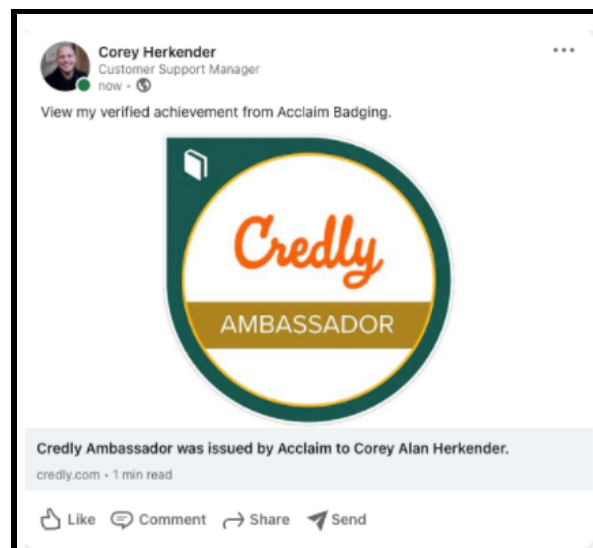 Corey Herkender
Customer Support Manager
now •
View my verified achievement from Acclaim Badging.
Credly
AMBASSADOR
Credly Ambassador was issued by Acclaim to Corey Alan Herkender.
credly.com • 1 min read
Like Comment Share Send